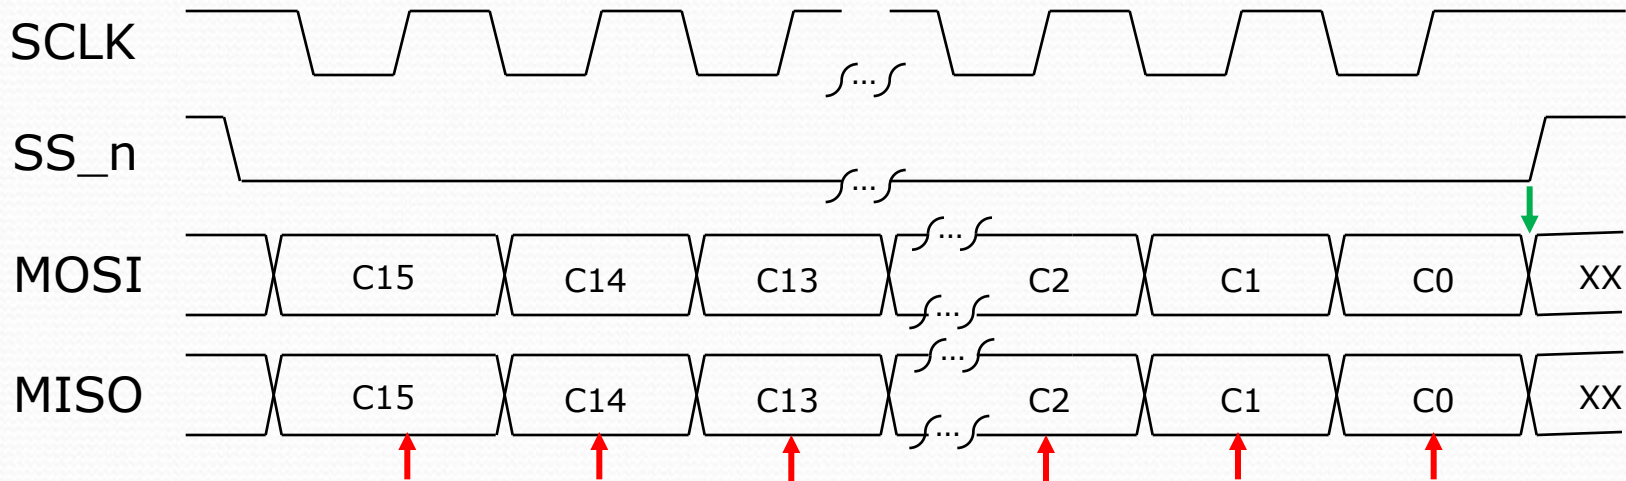 SCLK ...
SS_n ...
...
MOSI C15 C14 C13 C2 C1 C0 XX
...
...
MISO C15 C14 C13 C2 C1 C0 XX
...